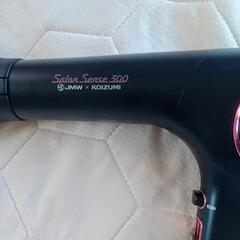 Salon Sense 300
JMW × KOIZUMI